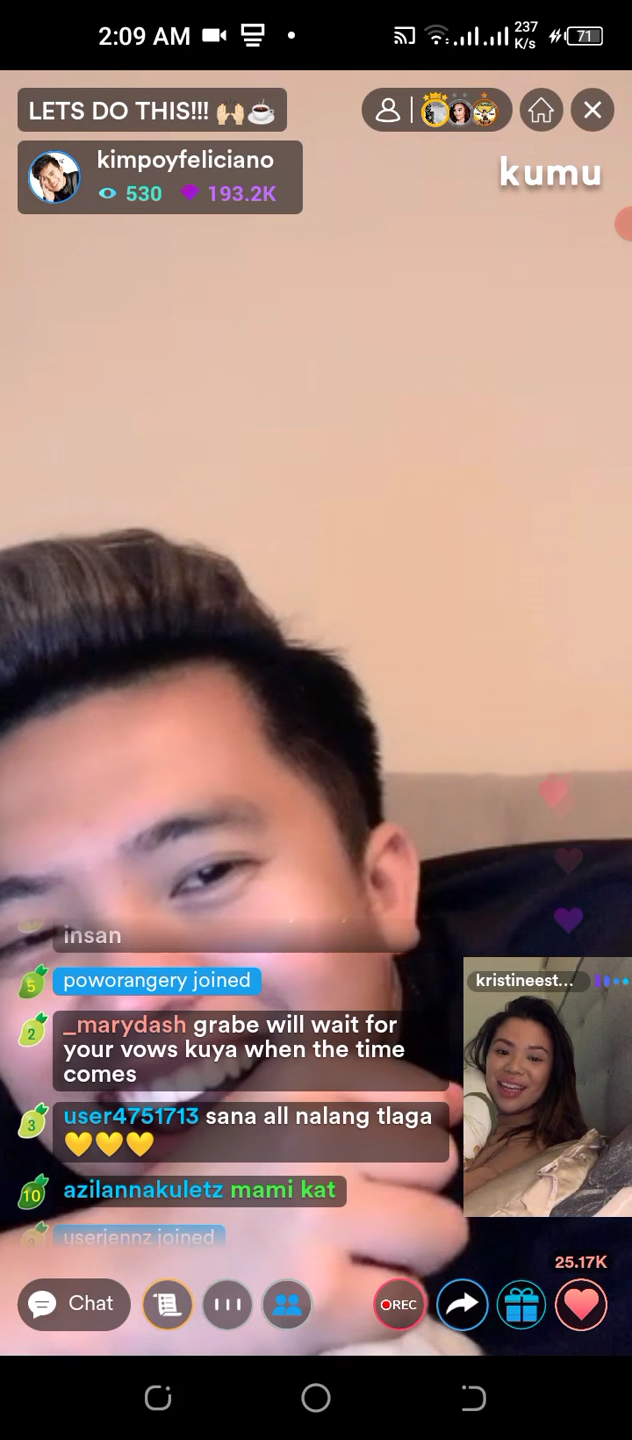 2:09 AM 237 K/s 71
LETS DO THIS!!! 🙌🏻☕
kimpoyfeliciano
530 193.2K
kumu
insan
5 poworangery joined
kristineest...
2 _marydash grabe will wait for
your vows kuya when the time
comes
3 user4751713 sana all nalang tlaga
💛💛💛
10 azilannakuletz mami kat
userjennz joined
25.17K
Chat
REC